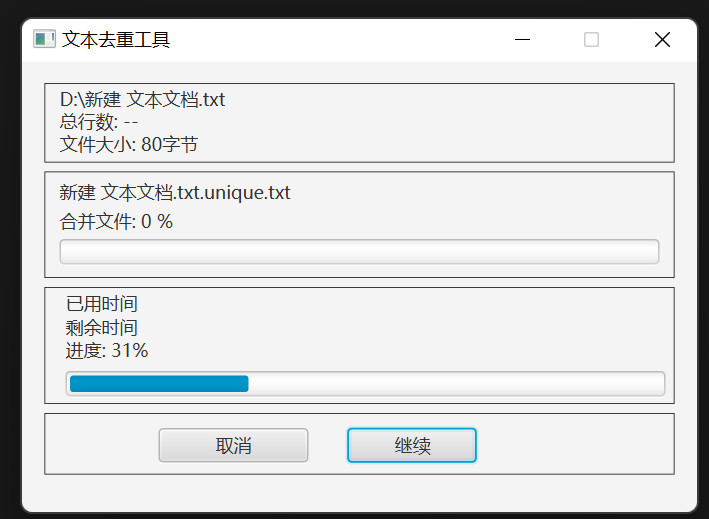 文本去重工具
D:\新建 文本文档.txt
总行数: --
文件大小: 80字节
新建 文本文档.txt.unique.txt
合并文件: 0 %
已用时间
剩余时间
进度: 31%
取消
继续